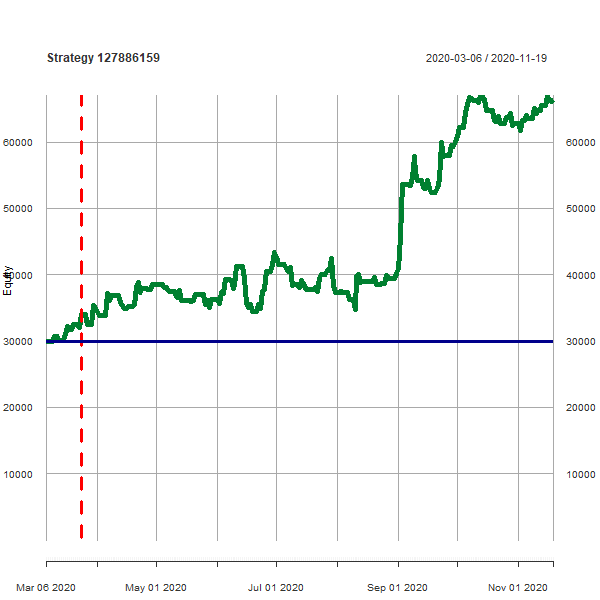 Strategy 127886159
2020-03-06 / 2020-11-19
60000
60000
50000
50000
Equity
40000
40000
30000
30000
20000
20000
10000
10000
Mar 06 2020
May 01 2020
Jul 01 2020
Sep 01 2020
Nov 01 2020